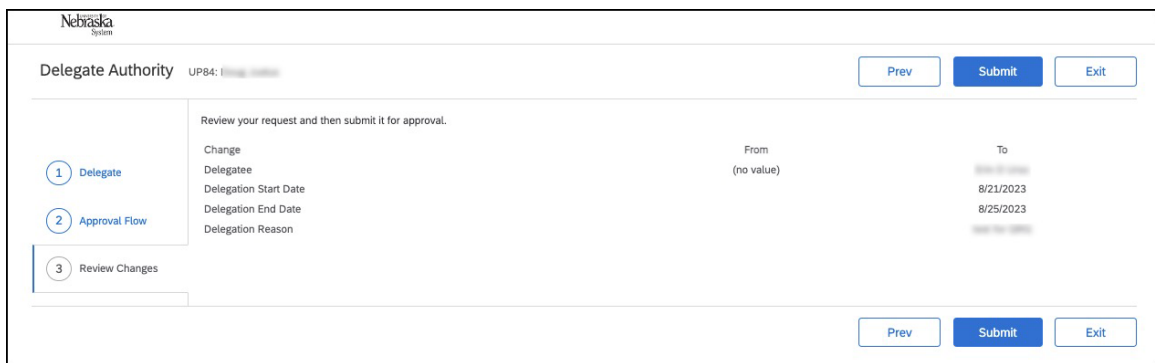 Nebraska
System
Delegate Authority UP84:
Prev Submit Exit
Review your request and then submit it for approval.
Change From To
1 Delegate
Delegatee (no value)
Delegation Start Date 8/21/2023
2 Approval Flow
Delegation End Date 8/25/2023
Delegation Reason
3 Review Changes
Prev Submit Exit